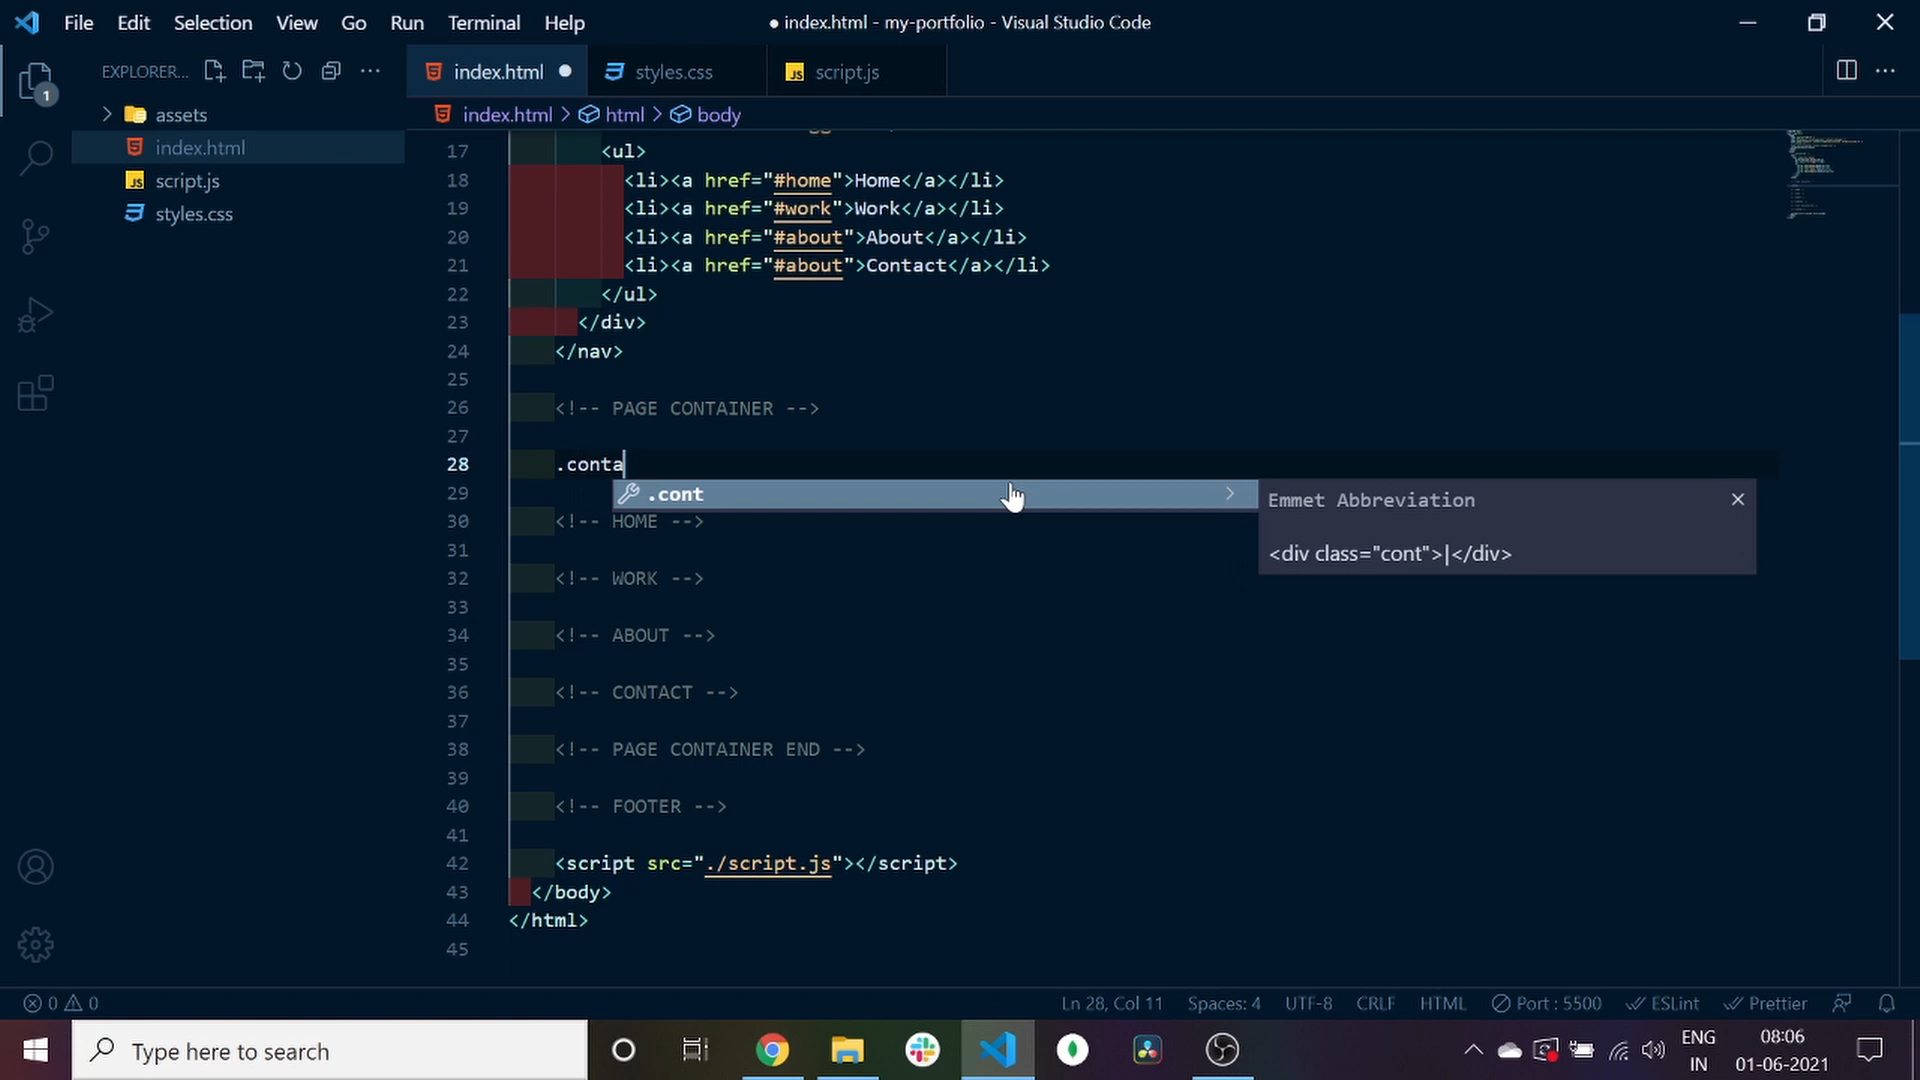 File Edit Selection View Go Run Terminal Help
● index.html - my-portfolio - Visual Studio Code
EXPLORER...
1
assets
index.html
script.js
styles.css
index.html
styles.css
JS script.js
index.html > html > body
17 <ul>
18 <li><a href="#home">Home</a></li>
19 <li><a href="#work">Work</a></li>
20 <li><a href="#about">About</a></li>
21 <li><a href="#about">Contact</a></li>
22 </ul>
23 </div>
24 </nav>
25
26 <!-- PAGE CONTAINER -->
27
28 .conta
29
.cont
Emmet Abbreviation
<div class="cont">|</div>
30 <!-- HOME -->
31
32 <!-- WORK -->
33
34 <!-- ABOUT -->
35
36 <!-- CONTACT -->
37
38 <!-- PAGE CONTAINER END -->
39
40 <!-- FOOTER -->
41
42 <script src="./script.js"></script>
43 </body>
44 </html>
45
0 0 Ln 28, Col 11 Spaces: 4 UTF-8 CRLF HTML Port : 5500 ESLint Prettier
Type here to search
ENG
IN
08:06
01-06-2021